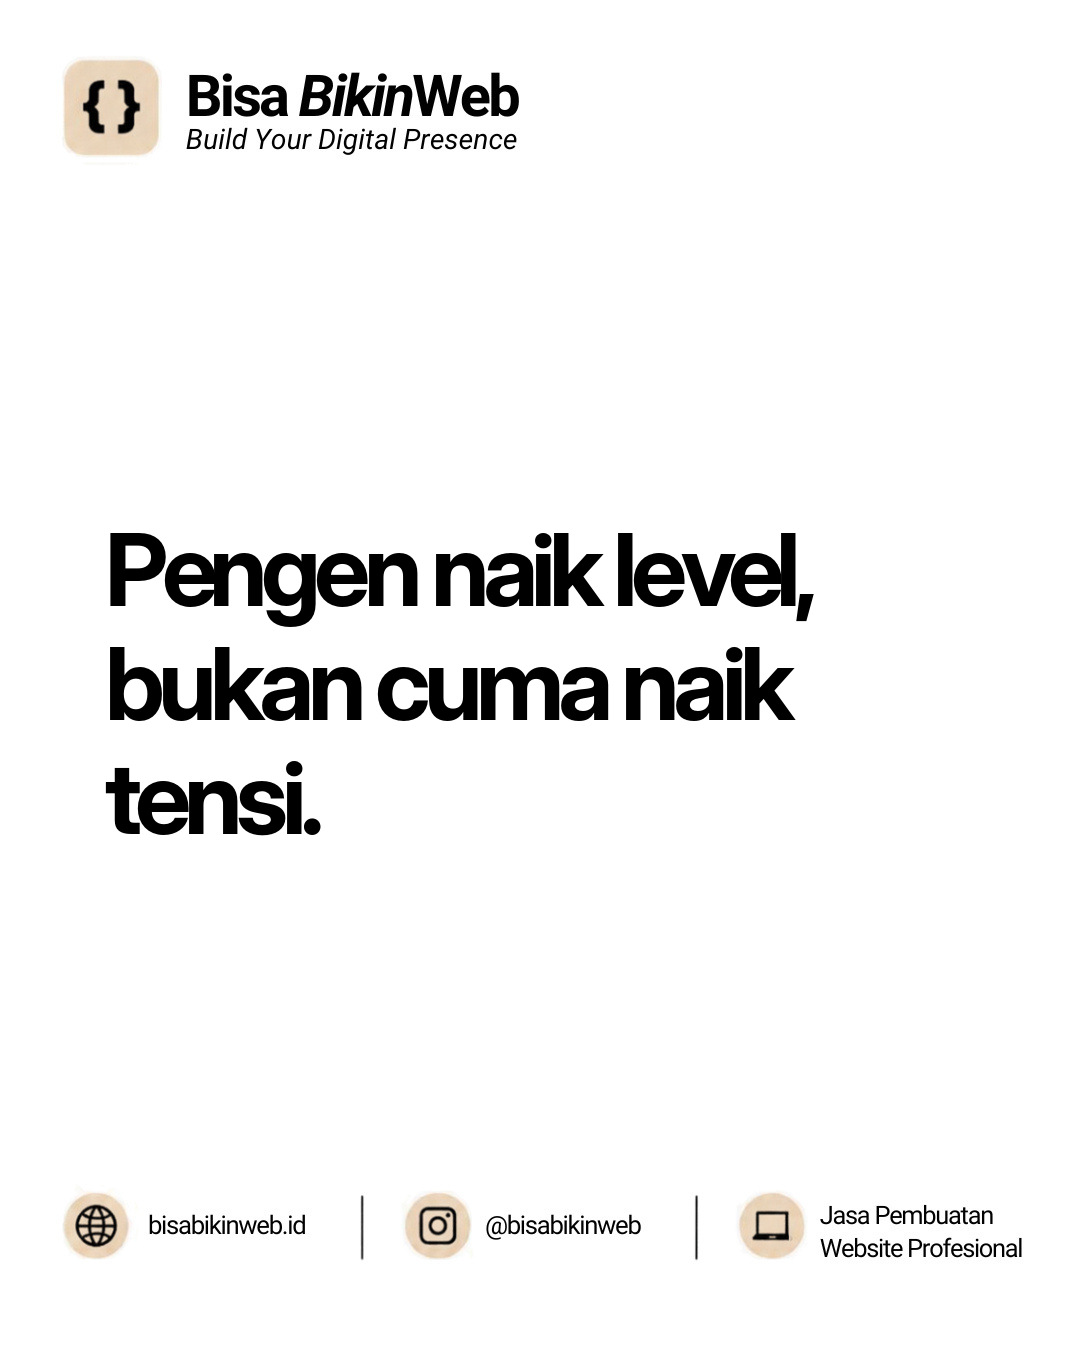 { }
Bisa BikinWeb
Build Your Digital Presence
Pengen naik level,
bukan cuma naik
tensi.
bisabikinweb.id
@bisabikinweb
Jasa Pembuatan
Website Profesional